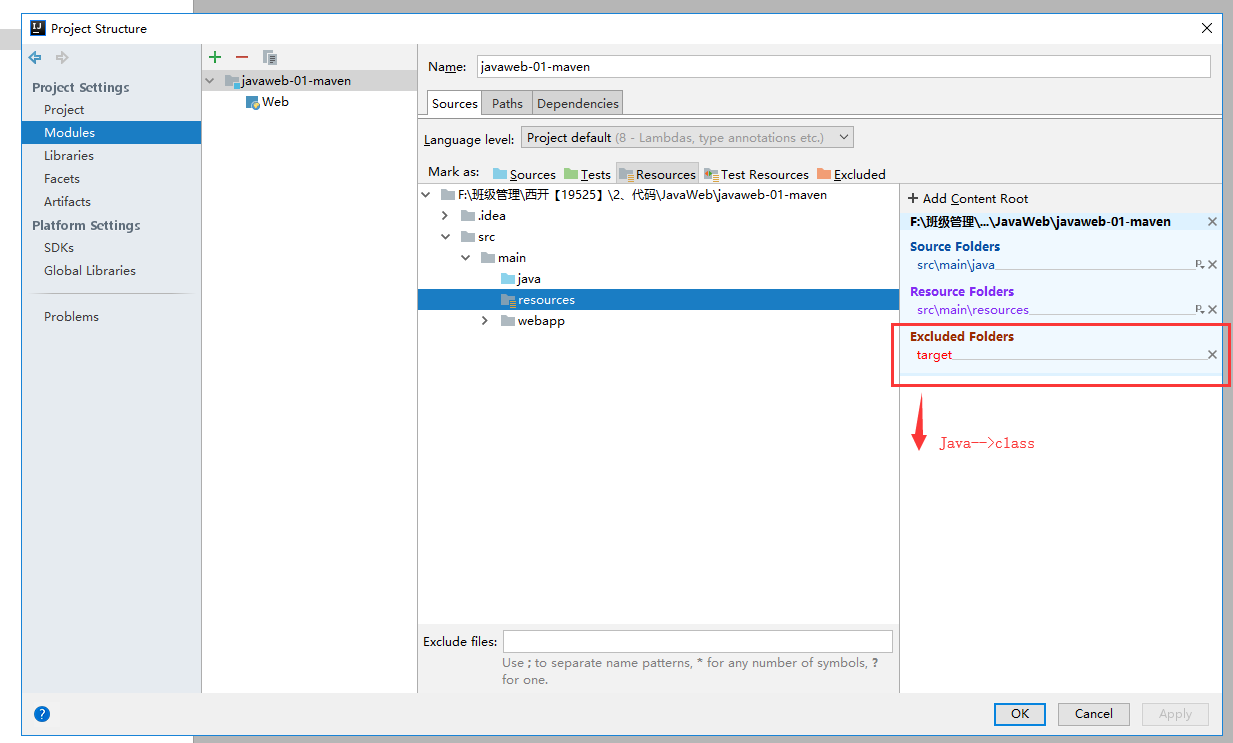 Project Structure
Project Settings
Project
Modules
Libraries
Facets
Artifacts
Platform Settings
SDKs
Global Libraries
Problems
javaweb-01-maven
Web
Name: javaweb-01-maven
Sources Paths Dependencies
Language level: Project default (8 - Lambdas, type annotations etc.)
Mark as: Sources Tests Resources Test Resources Excluded
F:\班级管理\西开【19525】\2、代码\JavaWeb\javaweb-01-maven
.idea
src
main
java
resources
webapp
+ Add Content Root
F:\班级管理\...\JavaWeb\javaweb-01-maven
Source Folders
src\main\java
Resource Folders
src\main\resources
Excluded Folders
target
Java-->class
Exclude files:
Use ; to separate name patterns, * for any number of symbols, ?
for one.
OK Cancel Apply